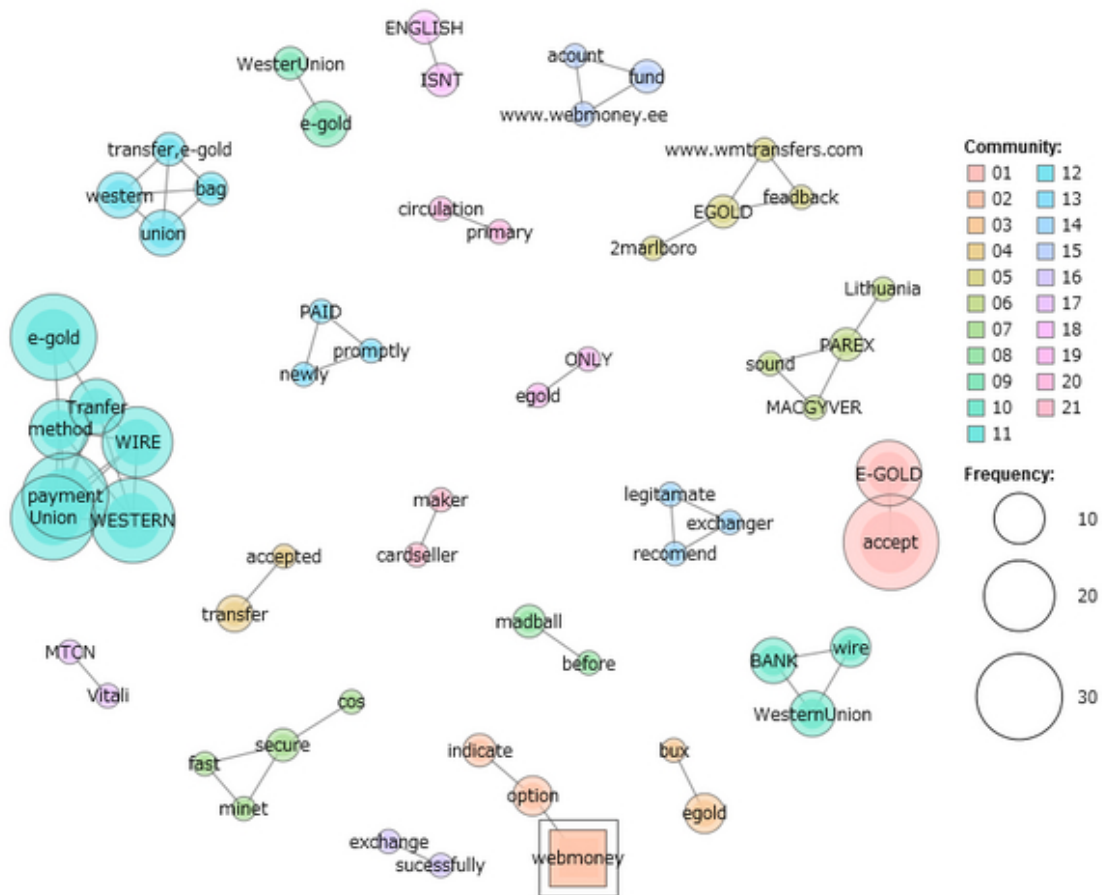 ENGLISH
ISNT
WesterUnion
e-gold
acount
fund
www.webmoney.ee
transfer,e-gold
western
bag
union
www.wmtransfers.com
feadback
EGOLD
2marlboro
circulation
primary
Community:
01 12
02 13
03 14
04 15
05 16
06 17
07 18
08 19
09 20
10 21
11
Lithuania
PAREX
sound
MACGYVER
PAID
promptly
newly
ONLY
egold
e-gold
Tranfer
method
WIRE
payment
Union
WESTERN
E-GOLD
accept
Frequency:
10
20
30
maker
cardseller
legitamate
exchanger
recomend
accepted
transfer
madball
before
BANK
wire
WesternUnion
MTCN
Vitali
cos
secure
fast
minet
indicate
option
webmoney
bux
egold
exchange
sucessfully